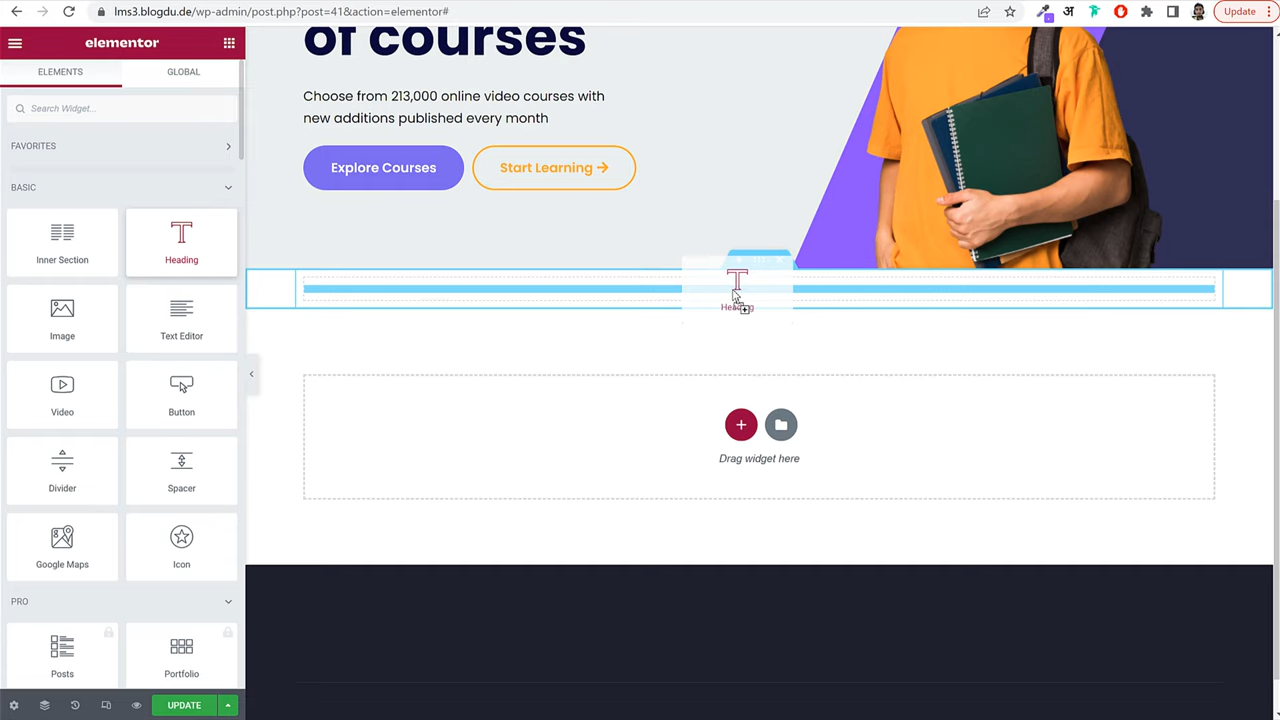 lms3.blogdu.de/wp-admin/post.php?post=41&action=elementor#
अ
Update
elementor
ELEMENTS
GLOBAL
Search Widget...
FAVORITES
BASIC
Inner Section
Heading
Image
Text Editor
Video
Button
Divider
Spacer
Google Maps
Icon
PRO
Posts
Portfolio
UPDATE
of courses
Choose from 213,000 online video courses with
new additions published every month
Explore Courses
Start Learning
Heading
Drag widget here